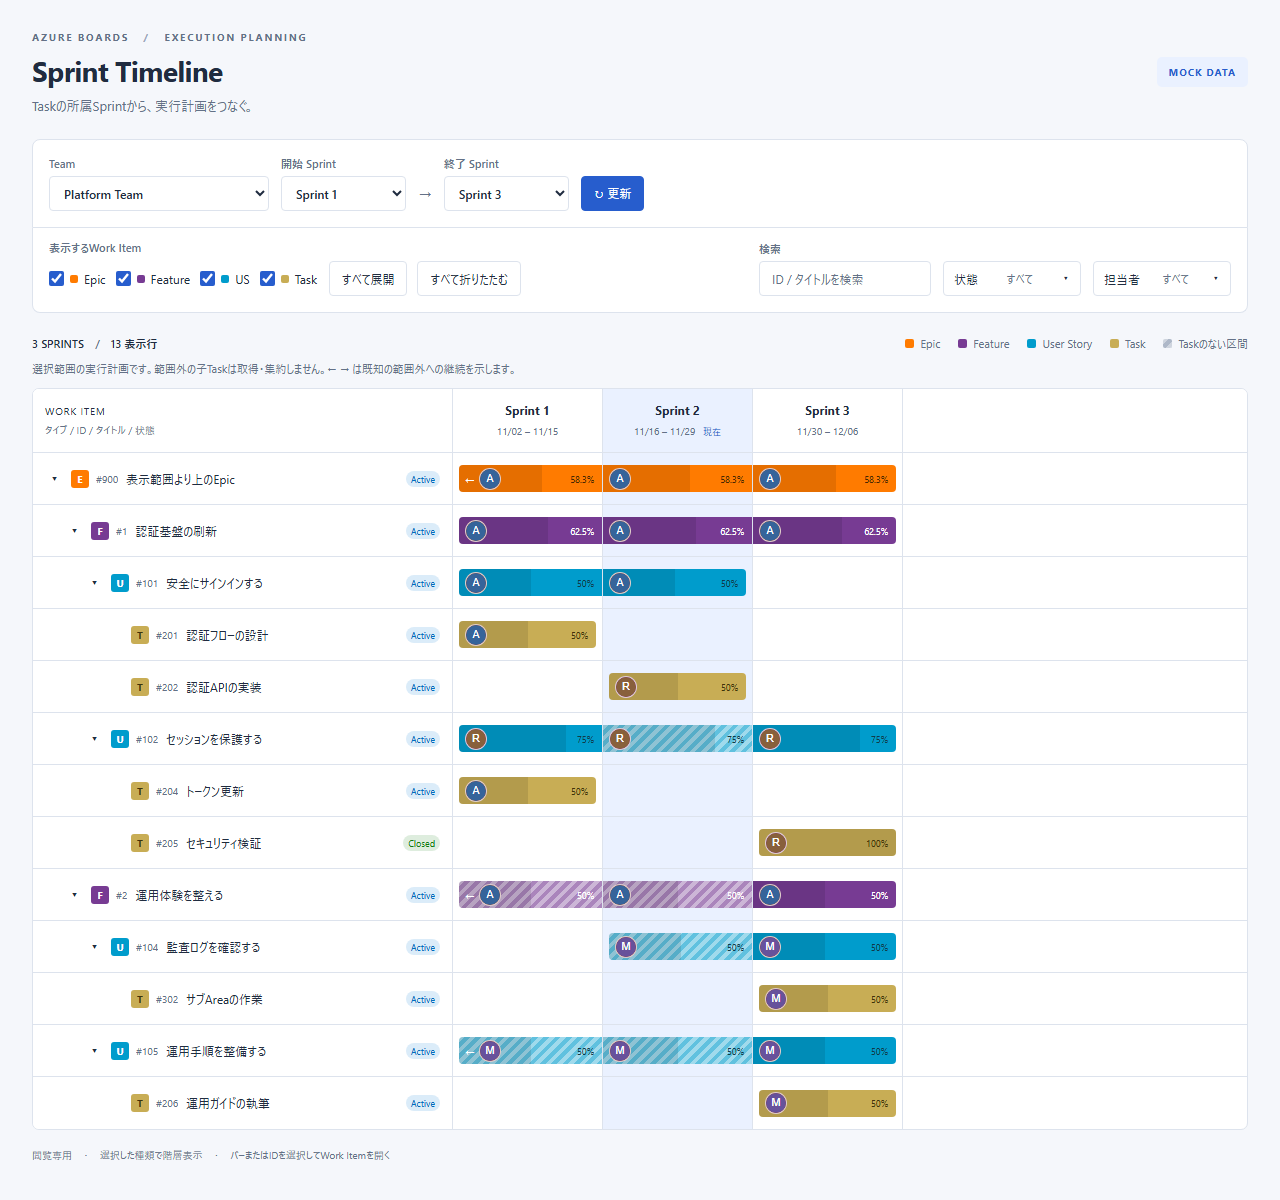 AZURE BOARDS / EXECUTION PLANNING
Sprint Timeline
MOCK DATA
Taskの所属Sprintから、実行計画をつなぐ。
Team 開始 Sprint 終了 Sprint
Platform Team Sprint 1 → Sprint 3 ↻ 更新
表示するWork Item 検索
Epic Feature US Task すべて展開 すべて折りたたむ ID / タイトルを検索 状態 すべて 担当者 すべて
3 SPRINTS / 13 表示行 Epic Feature User Story Task Taskのない区間
選択範囲の実行計画です。範囲外の子Taskは取得・集約しません。← → は既知の範囲外への継続を示します。
WORK ITEM Sprint 1 Sprint 2 Sprint 3
タイプ / ID / タイトル / 状態 11/02 – 11/15 11/16 – 11/29 現在 11/30 – 12/06
E #900 表示範囲より上のEpic Active ← A 58.3% A 58.3% A 58.3%
F #1 認証基盤の刷新 Active A 62.5% A 62.5% A 62.5%
U #101 安全にサインインする Active A 50% A 50%
T #201 認証フローの設計 Active A 50%
T #202 認証APIの実装 Active R 50%
U #102 セッションを保護する Active R 75% R 75% R 75%
T #204 トークン更新 Active A 50%
T #205 セキュリティ検証 Closed R 100%
F #2 運用体験を整える Active ← A 50% A 50% A 50%
U #104 監査ログを確認する Active M 50% M 50%
T #302 サブAreaの作業 Active M 50%
U #105 運用手順を整備する Active ← M 50% M 50% M 50%
T #206 運用ガイドの執筆 Active M 50%
閲覧専用 · 選択した種類で階層表示 · バーまたはIDを選択してWork Itemを開く